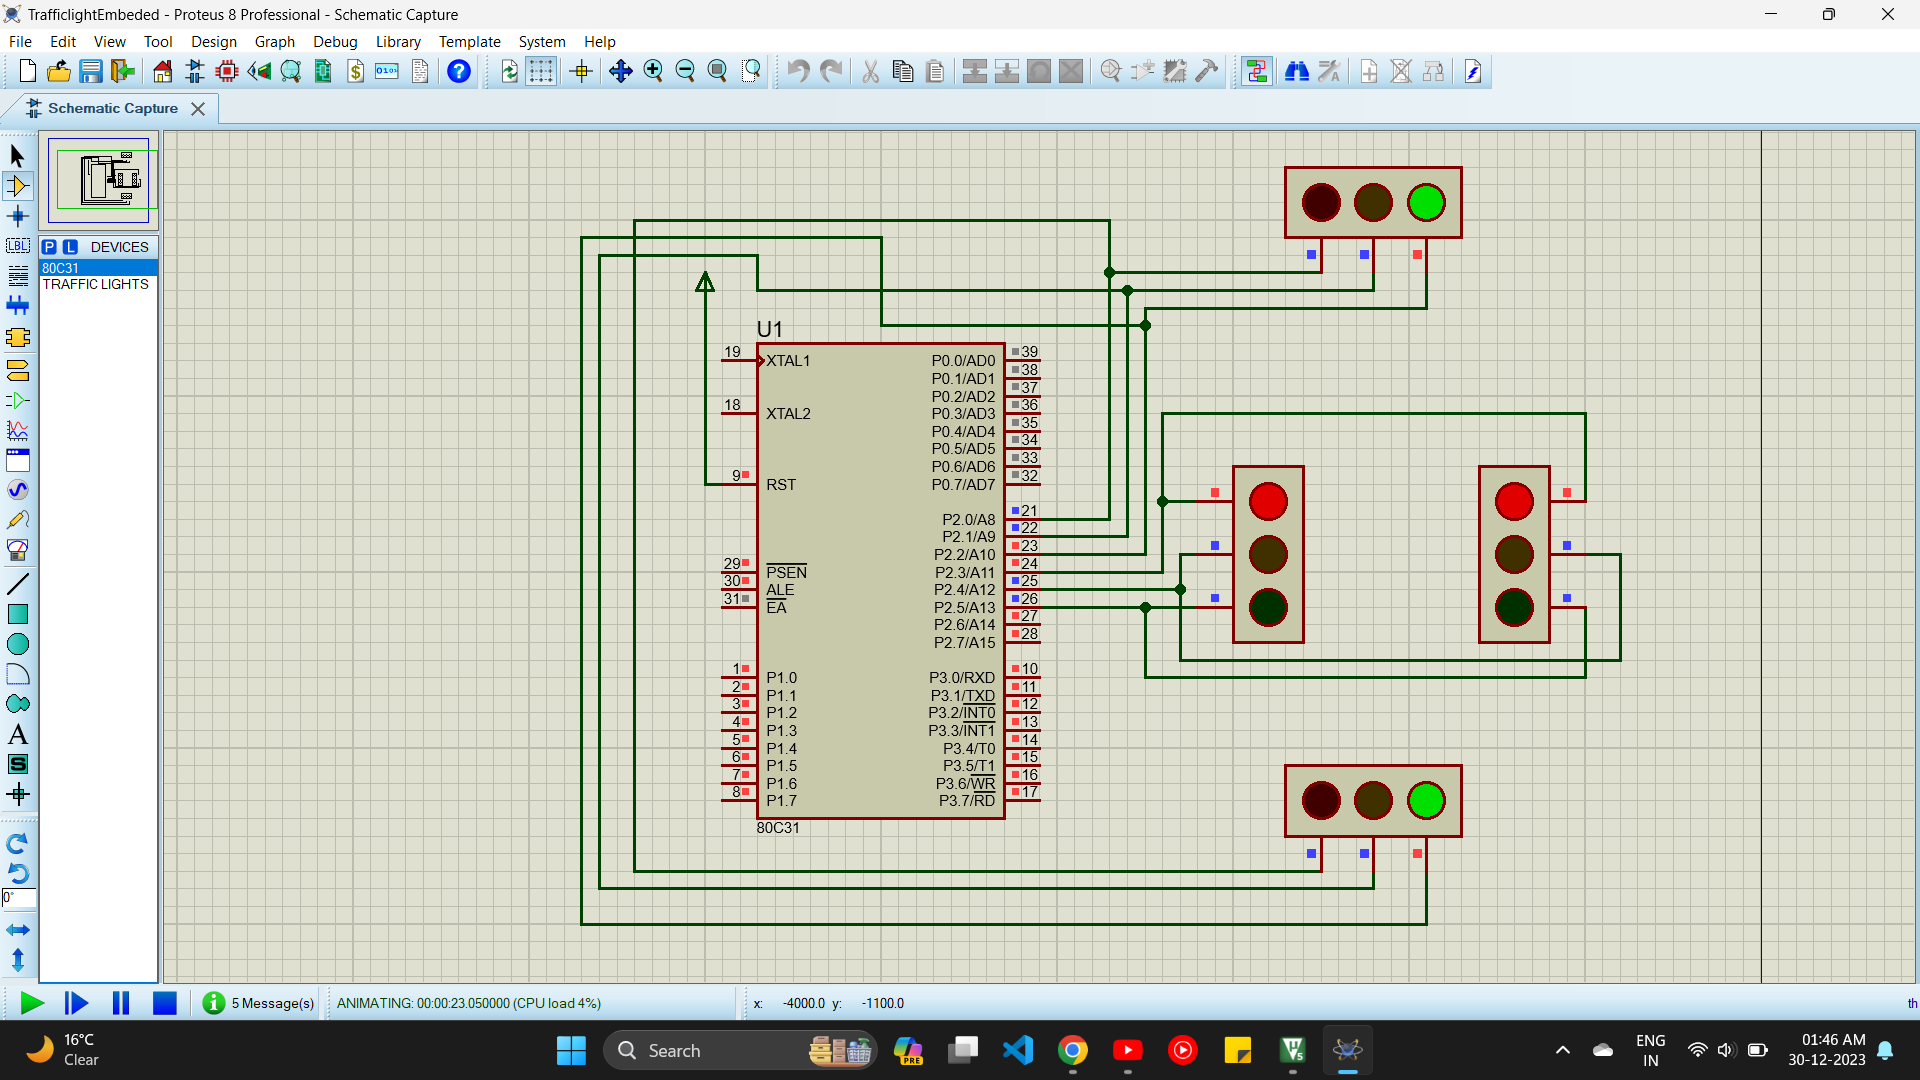 TrafficlightEmbeded - Proteus 8 Professional - Schematic Capture
File Edit View Tool Design Graph Debug Library Template System Help
Schematic Capture
P L DEVICES
80C31
TRAFFIC LIGHTS
LBL
A
S
0°
U1
19 XTAL1
18 XTAL2
9 RST
29 PSEN
30 ALE
31 EA
1 P1.0
2 P1.1
3 P1.2
4 P1.3
5 P1.4
6 P1.5
7 P1.6
8 P1.7
P0.0/AD0 39
P0.1/AD1 38
P0.2/AD2 37
P0.3/AD3 36
P0.4/AD4 35
P0.5/AD5 34
P0.6/AD6 33
P0.7/AD7 32
P2.0/A8 21
P2.1/A9 22
P2.2/A10 23
P2.3/A11 24
P2.4/A12 25
P2.5/A13 26
P2.6/A14 27
P2.7/A15 28
P3.0/RXD 10
P3.1/TXD 11
P3.2/INT0 12
P3.3/INT1 13
P3.4/T0 14
P3.5/T1 15
P3.6/WR 16
P3.7/RD 17
80C31
5 Message(s) ANIMATING: 00:00:23.050000 (CPU load 4%) x: -4000.0 y: -1100.0 th
16°C
Clear
Search
PRE
ENG
IN
01:46 AM
30-12-2023